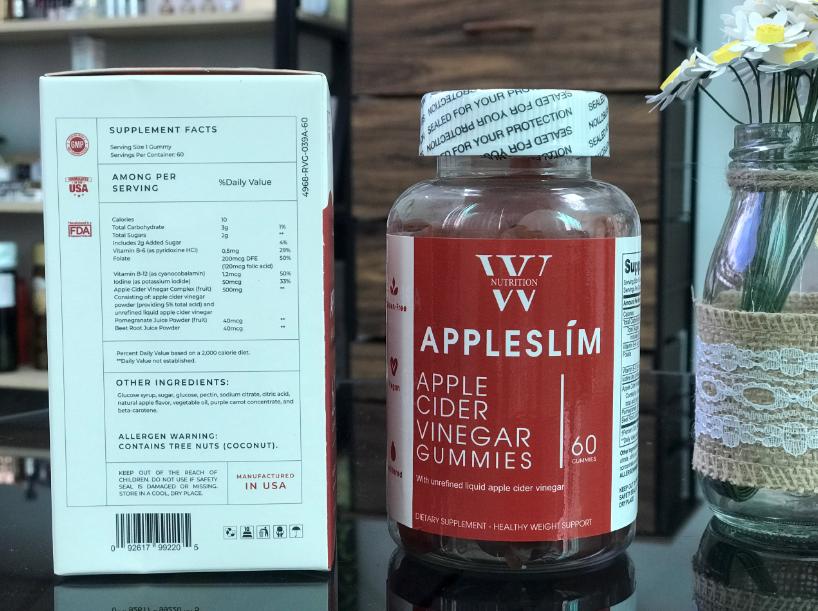 GMP
USA
FDA
SUPPLEMENT FACTS
Serving Size 1 Gummy
Servings Per Container: 60
4968-RVG-039A-60
AMONG PER
SERVING
%Daily Value
Calories 10
Total Carbohydrate 3g 1%
Total Sugars 2g **
Includes 2g Added Sugar 4%
Vitamin B-6 (as pyridoxine HCl) 0.5mg 29%
Folate 200mcg DFE 50%
(120mcg folic acid)
Vitamin B-12 (as cyanocobalamin) 1.2mcg 50%
Iodine (as potassium iodide) 50mcg 33%
Apple Cider Vinegar Complex (fruit) 500mg **
Consisting of: apple cider vinegar
powder (providing 5% total acid) and
unrefined liquid apple cider vinegar
Pomegranate Juice Powder (fruit) 40mcg **
Beet Root Juice Powder 40mcg **
Percent Daily Value based on a 2,000 calorie diet.
**Daily Value not established.
OTHER INGREDIENTS:
Glucose syrup, sugar, glucose, pectin, sodium citrate, citric acid,
natural apple flavor, vegetable oil, purple carrot concentrate, and
beta-carotene.
ALLERGEN WARNING:
CONTAINS TREE NUTS (COCONUT).
KEEP OUT OF THE REACH OF
CHILDREN. DO NOT USE IF SAFETY
SEAL IS DAMAGED OR MISSING.
STORE IN A COOL, DRY PLACE.
MANUFACTURED
IN USA
0 92617 99220 5
SEALED FOR YOUR PROTECTION
SEALED FOR YOUR PROTECTION
W
NUTRITION
APPLESLÍM
APPLE
CIDER
VINEGAR
GUMMIES
60
GUMMIES
With unrefined liquid apple cider vinegar
DIETARY SUPPLEMENT - HEALTHY WEIGHT SUPPORT